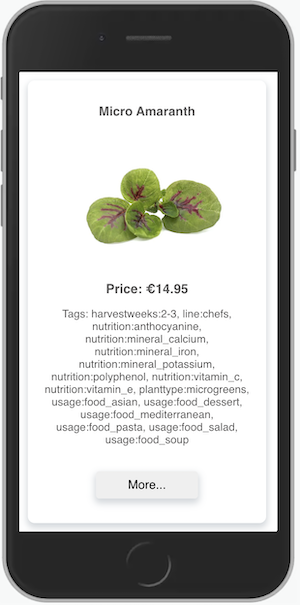 Micro Amaranth
Price: €14.95
Tags: harvestweeks:2-3, line:chefs,
nutrition:anthocyanine,
nutrition:mineral_calcium,
nutrition:mineral_iron,
nutrition:mineral_potassium,
nutrition:polyphenol, nutrition:vitamin_c,
nutrition:vitamin_e, planttype:microgreens,
usage:food_asian, usage:food_dessert,
usage:food_mediterranean,
usage:food_pasta, usage:food_salad,
usage:food_soup
More...